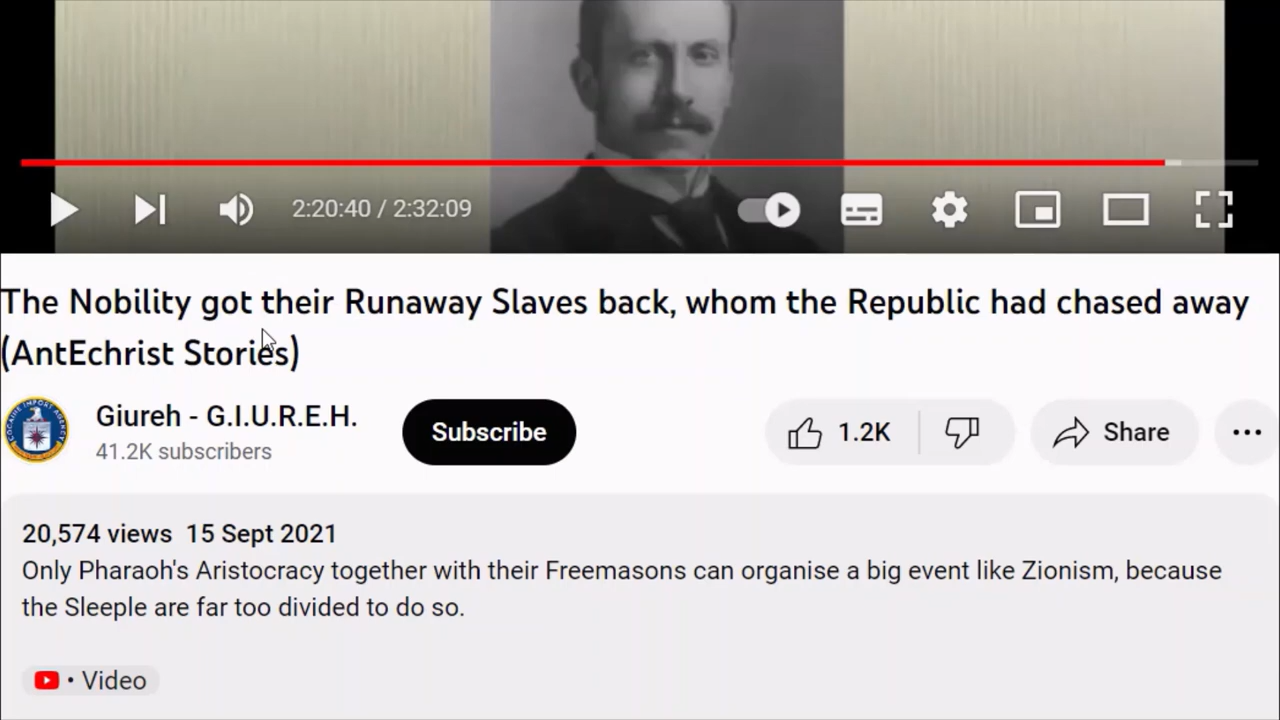 2:20:40 / 2:32:09
The Nobility got their Runaway Slaves back, whom the Republic had chased away
(AntEchrist Stories)
COCAINE IMPORT AGENCY
Giureh - G.I.U.R.E.H.
41.2K subscribers
Subscribe
1.2K
Share
20,574 views 15 Sept 2021
Only Pharaoh's Aristocracy together with their Freemasons can organise a big event like Zionism, because
the Sleeple are far too divided to do so.
• Video